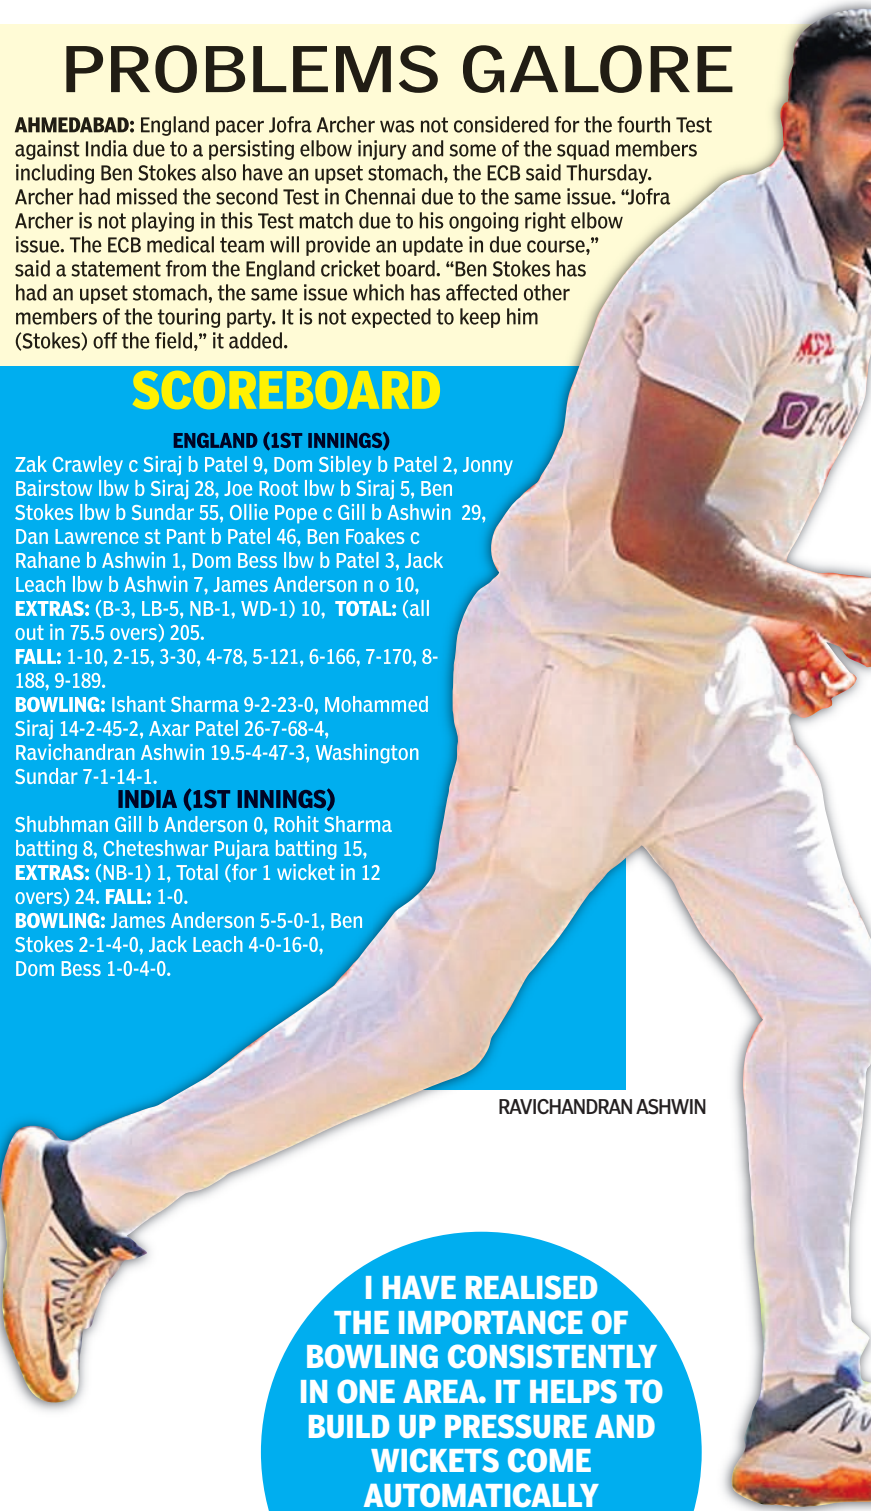 PROBLEMS GALORE
AHMEDABAD: England pacer Jofra Archer was not considered for the fourth Test
against India due to a persisting elbow injury and some of the squad members
including Ben Stokes also have an upset stomach, the ECB said Thursday.
Archer had missed the second Test in Chennai due to the same issue. “Jofra
Archer is not playing in this Test match due to his ongoing right elbow
issue. The ECB medical team will provide an update in due course,”
said a statement from the England cricket board. “Ben Stokes has
had an upset stomach, the same issue which has affected other
members of the touring party. It is not expected to keep him
(Stokes) off the field,” it added.
SCOREBOARD
ENGLAND (1ST INNINGS)
Zak Crawley c Siraj b Patel 9, Dom Sibley b Patel 2, Jonny
Bairstow lbw b Siraj 28, Joe Root lbw b Siraj 5, Ben
Stokes lbw b Sundar 55, Ollie Pope c Gill b Ashwin 29,
Dan Lawrence st Pant b Patel 46, Ben Foakes c
Rahane b Ashwin 1, Dom Bess lbw b Patel 3, Jack
Leach lbw b Ashwin 7, James Anderson n o 10,
EXTRAS: (B-3, LB-5, NB-1, WD-1) 10, TOTAL: (all
out in 75.5 overs) 205.
FALL: 1-10, 2-15, 3-30, 4-78, 5-121, 6-166, 7-170, 8-
188, 9-189.
BOWLING: Ishant Sharma 9-2-23-0, Mohammed
Siraj 14-2-45-2, Axar Patel 26-7-68-4,
Ravichandran Ashwin 19.5-4-47-3, Washington
Sundar 7-1-14-1.
INDIA (1ST INNINGS)
Shubhman Gill b Anderson 0, Rohit Sharma
batting 8, Cheteshwar Pujara batting 15,
EXTRAS: (NB-1) 1, Total (for 1 wicket in 12
overs) 24. FALL: 1-0.
BOWLING: James Anderson 5-5-0-1, Ben
Stokes 2-1-4-0, Jack Leach 4-0-16-0,
Dom Bess 1-0-4-0.
RAVICHANDRAN ASHWIN
I HAVE REALISED
THE IMPORTANCE OF
BOWLING CONSISTENTLY
IN ONE AREA. IT HELPS TO
BUILD UP PRESSURE AND
WICKETS COME
AUTOMATICALLY